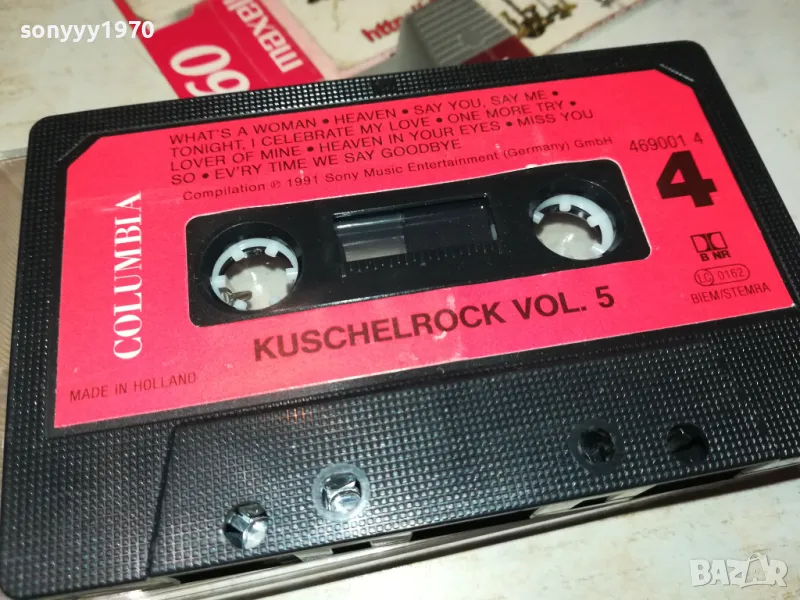 sonyyy1970
maxell
60
http
WHAT'S A WOMAN • HEAVEN • SAY YOU, SAY ME •
TONIGHT, I CELEBRATE MY LOVE • ONE MORE TRY •
LOVER OF MINE • HEAVEN IN YOUR EYES • MISS YOU
SO • EV'RY TIME WE SAY GOODBYE
Compilation ℗ 1991 Sony Music Entertainment (Germany) GmbH
469001 4
4
B NR
LC 0162
BIEM/STEMRA
COLUMBIA
KUSCHELROCK VOL. 5
MADE IN HOLLAND
BAZAR